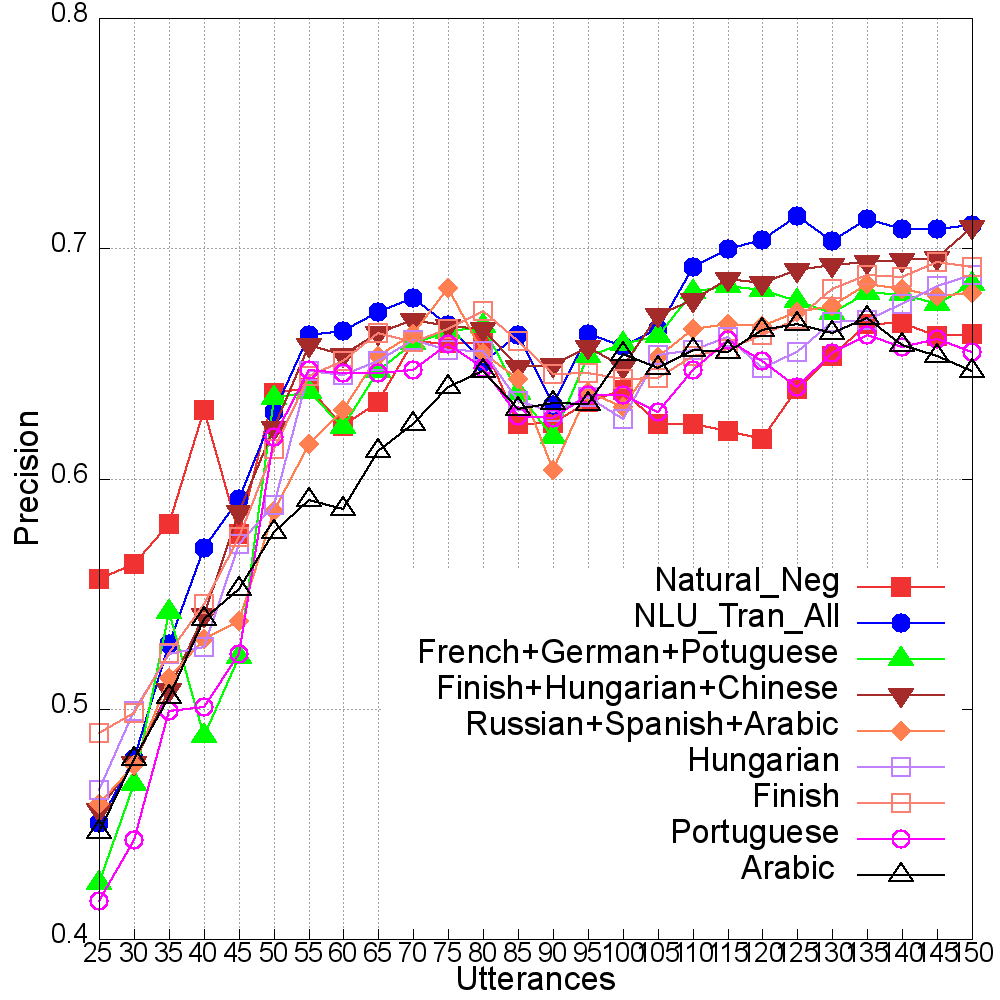 0.8
0.7
0.6
0.5
0.4
Precision
25 30 35 40 45 50 55 60 65 70 75 80 85 90 95 100 105 110 115 120 125 130 135 140 145 150
Utterances
Natural_Neg
NLU_Tran_All
French+German+Potuguese
Finish+Hungarian+Chinese
Russian+Spanish+Arabic
Hungarian
Finish
Portuguese
Arabic